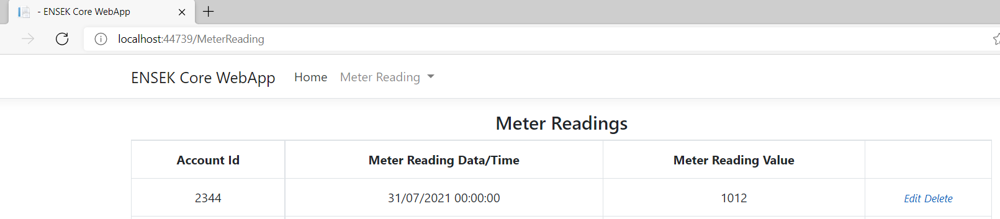 - ENSEK Core WebApp
localhost:44739/MeterReading
ENSEK Core WebApp Home Meter Reading
Meter Readings
Account Id Meter Reading Data/Time Meter Reading Value
2344 31/07/2021 00:00:00 1012 Edit Delete